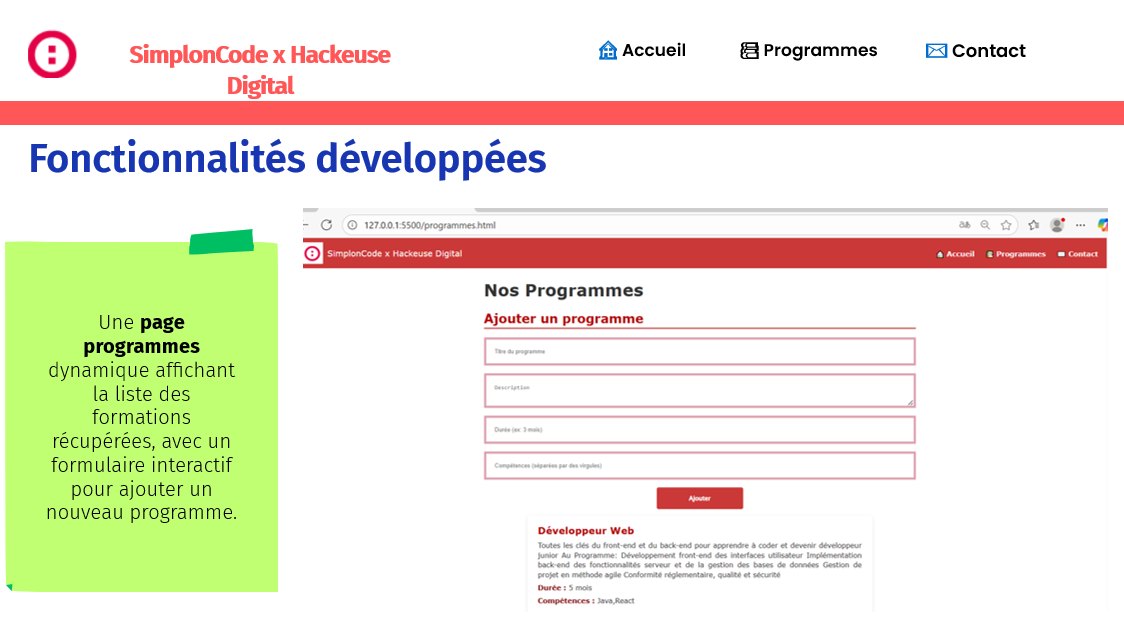 SimplonCode x Hackeuse
Digital
Accueil
Programmes
Contact
Fonctionnalités développées
Une page
programmes
dynamique affichant
la liste des
formations
récupérées, avec un
formulaire interactif
pour ajouter un
nouveau programme.
127.0.0.1:5500/programmes.html
SimplonCode x Hackeuse Digital
Accueil
Programmes
Contact
Nos Programmes
Ajouter un programme
Titre du programme
Description
Durée (ex: 3 mois)
Compétences (séparées par des virgules)
Ajouter
Développeur Web
Toutes les clés du front-end et du back-end pour apprendre à coder et devenir développeur
junior Au Programme: Développement front-end des interfaces utilisateur Implémentation
back-end des fonctionnalités serveur et de la gestion des bases de données Gestion de
projet en méthode agile Conformité réglementaire, qualité et sécurité
Durée : 5 mois
Compétences : Java,React